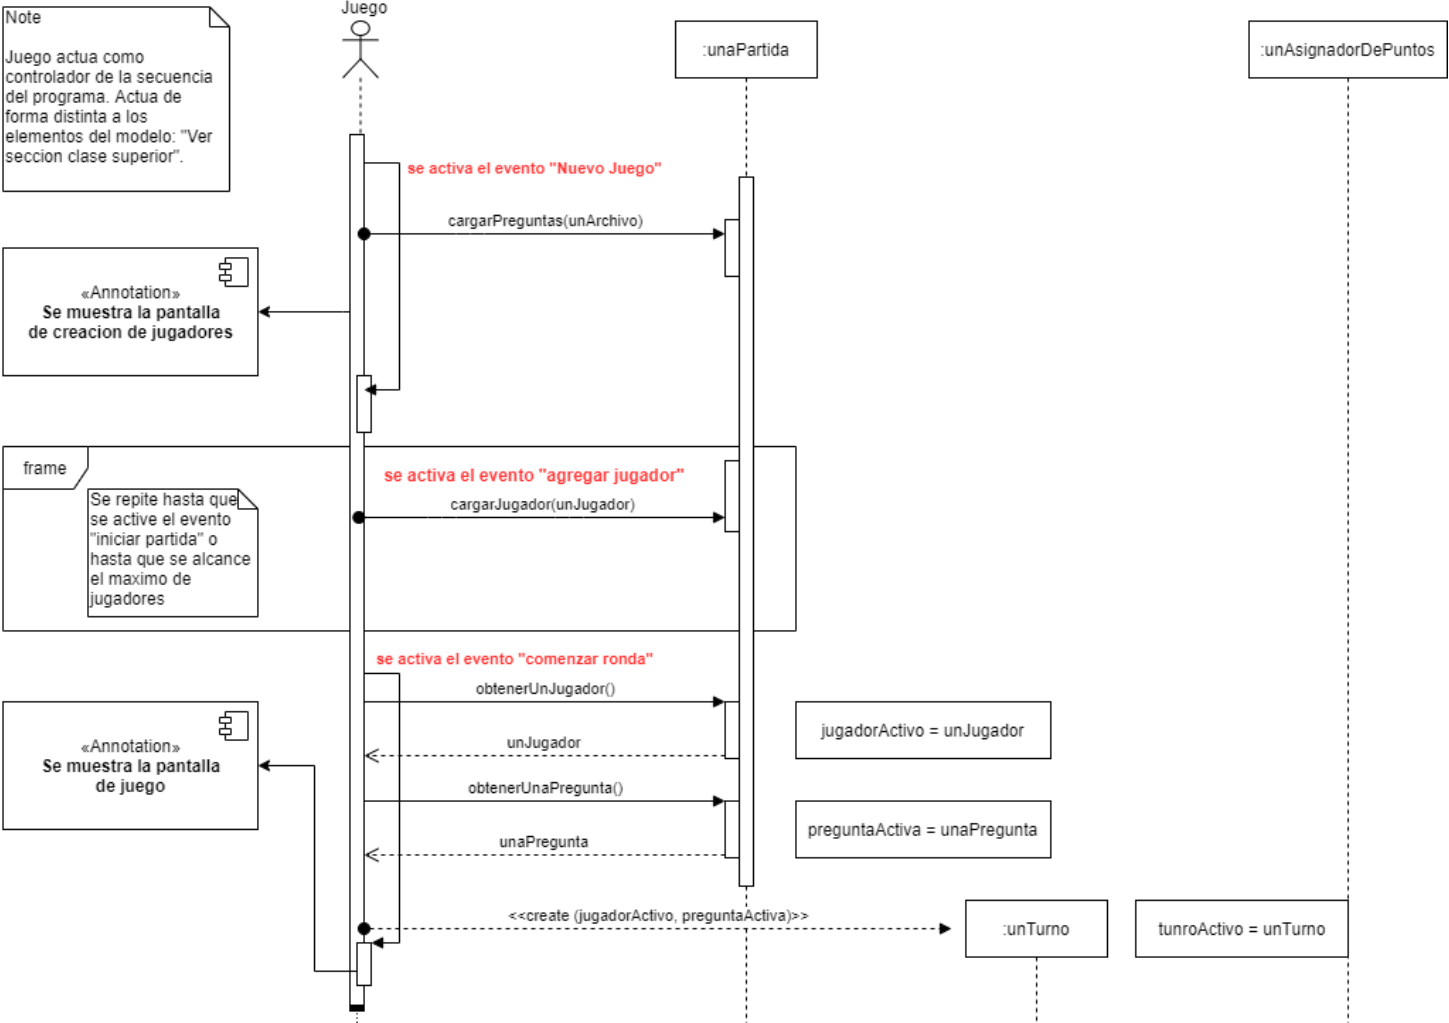 Note
Juego actua como
controlador de la secuencia
del programa. Actua de
forma distinta a los
elementos del modelo: "Ver
seccion clase superior".
Juego
:unaPartida
:unAsignadorDePuntos
se activa el evento "Nuevo Juego"
cargarPreguntas(unArchivo)
«Annotation»
Se muestra la pantalla
de creacion de jugadores
frame
se activa el evento "agregar jugador"
cargarJugador(unJugador)
Se repite hasta que
se active el evento
"iniciar partida" o
hasta que se alcance
el maximo de
jugadores
se activa el evento "comenzar ronda"
obtenerUnJugador()
jugadorActivo = unJugador
unJugador
«Annotation»
Se muestra la pantalla
de juego
obtenerUnaPregunta()
preguntaActiva = unaPregunta
unaPregunta
<<create (jugadorActivo, preguntaActiva)>>
:unTurno
tunroActivo = unTurno